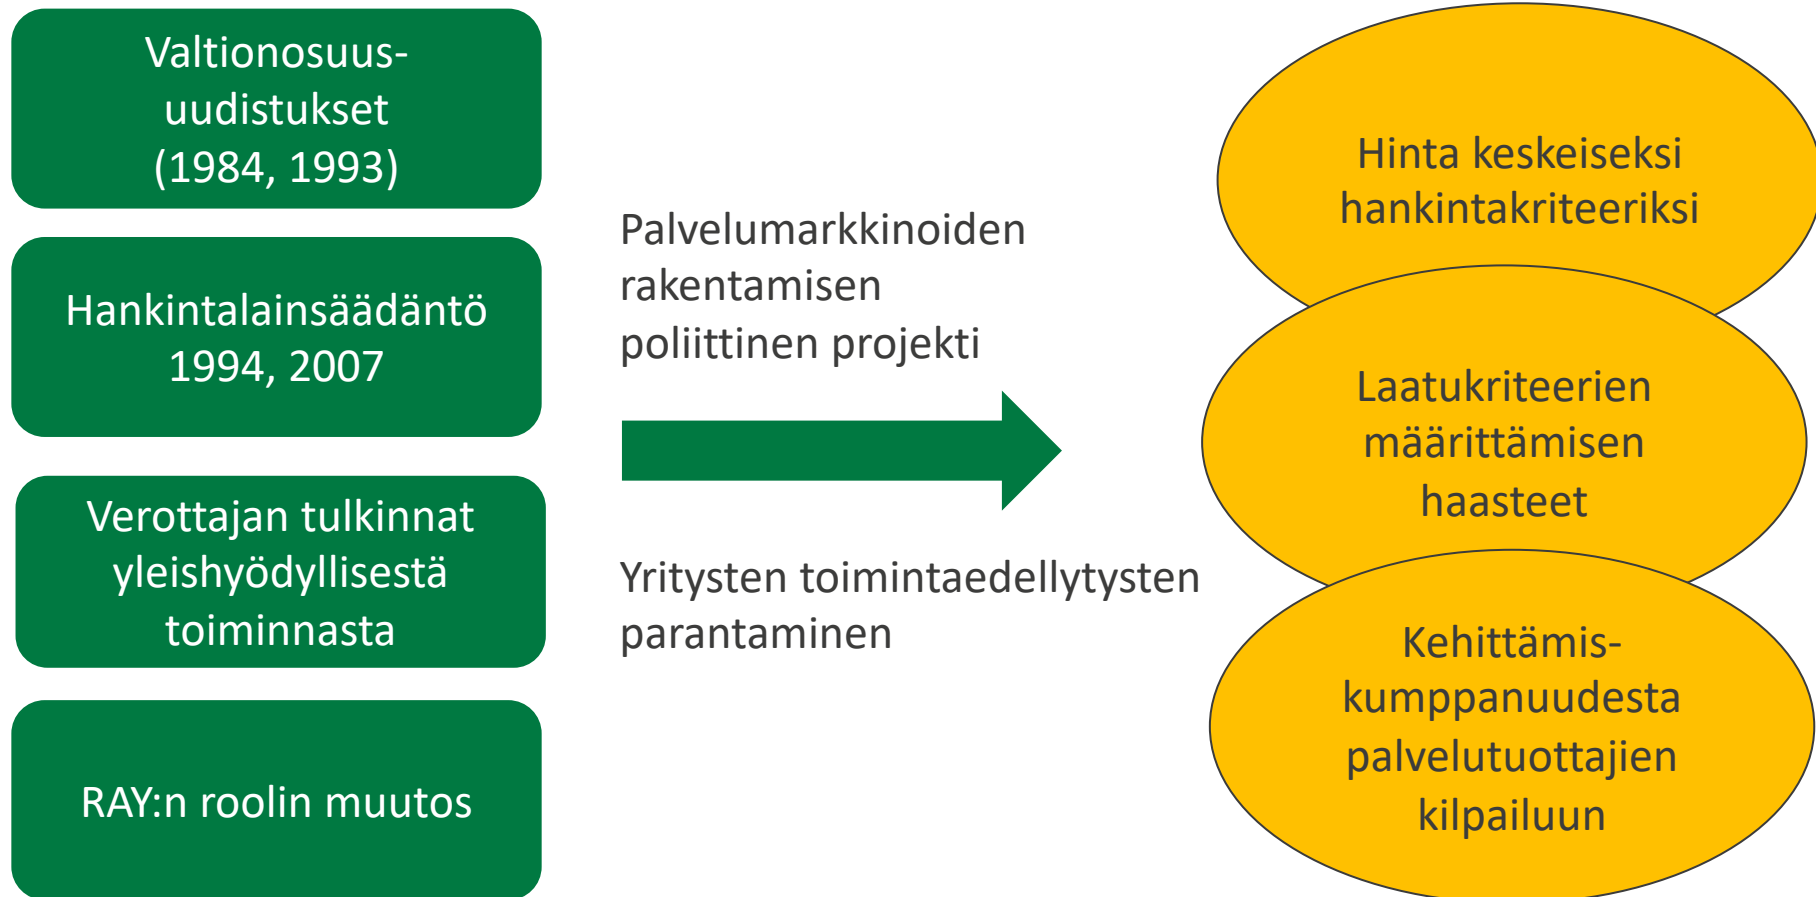 Valtionosuus-
uudistukset
(1984, 1993)
Hankintalainsäädäntö
1994, 2007
Verottajan tulkinnat
yleishyödyllisestä
toiminnasta
RAY:n roolin muutos
Palvelumarkkinoiden
rakentamisen
poliittinen projekti
Yritysten toimintaedellytysten
parantaminen
Hinta keskeiseksi
hankintakriteeriksi
Laatukriteerien
määrittämisen
haasteet
Kehittämis-
kumppanuudesta
palvelutuottajien
kilpailuun